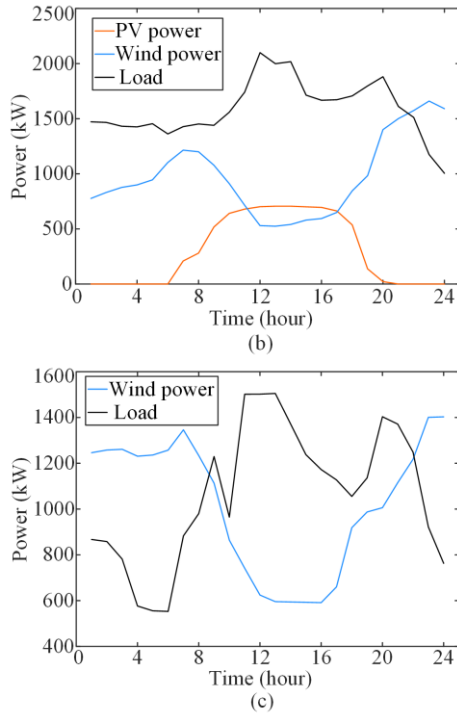 PV power
Wind power
Load
2500
2000
1500
1000
500
0
Power (kW)
0 4 8 12 16 20 24
Time (hour)
(b)
Wind power
Load
1600
1400
1200
1000
800
600
400
Power (kW)
0 4 8 12 16 20 24
Time (hour)
(c)